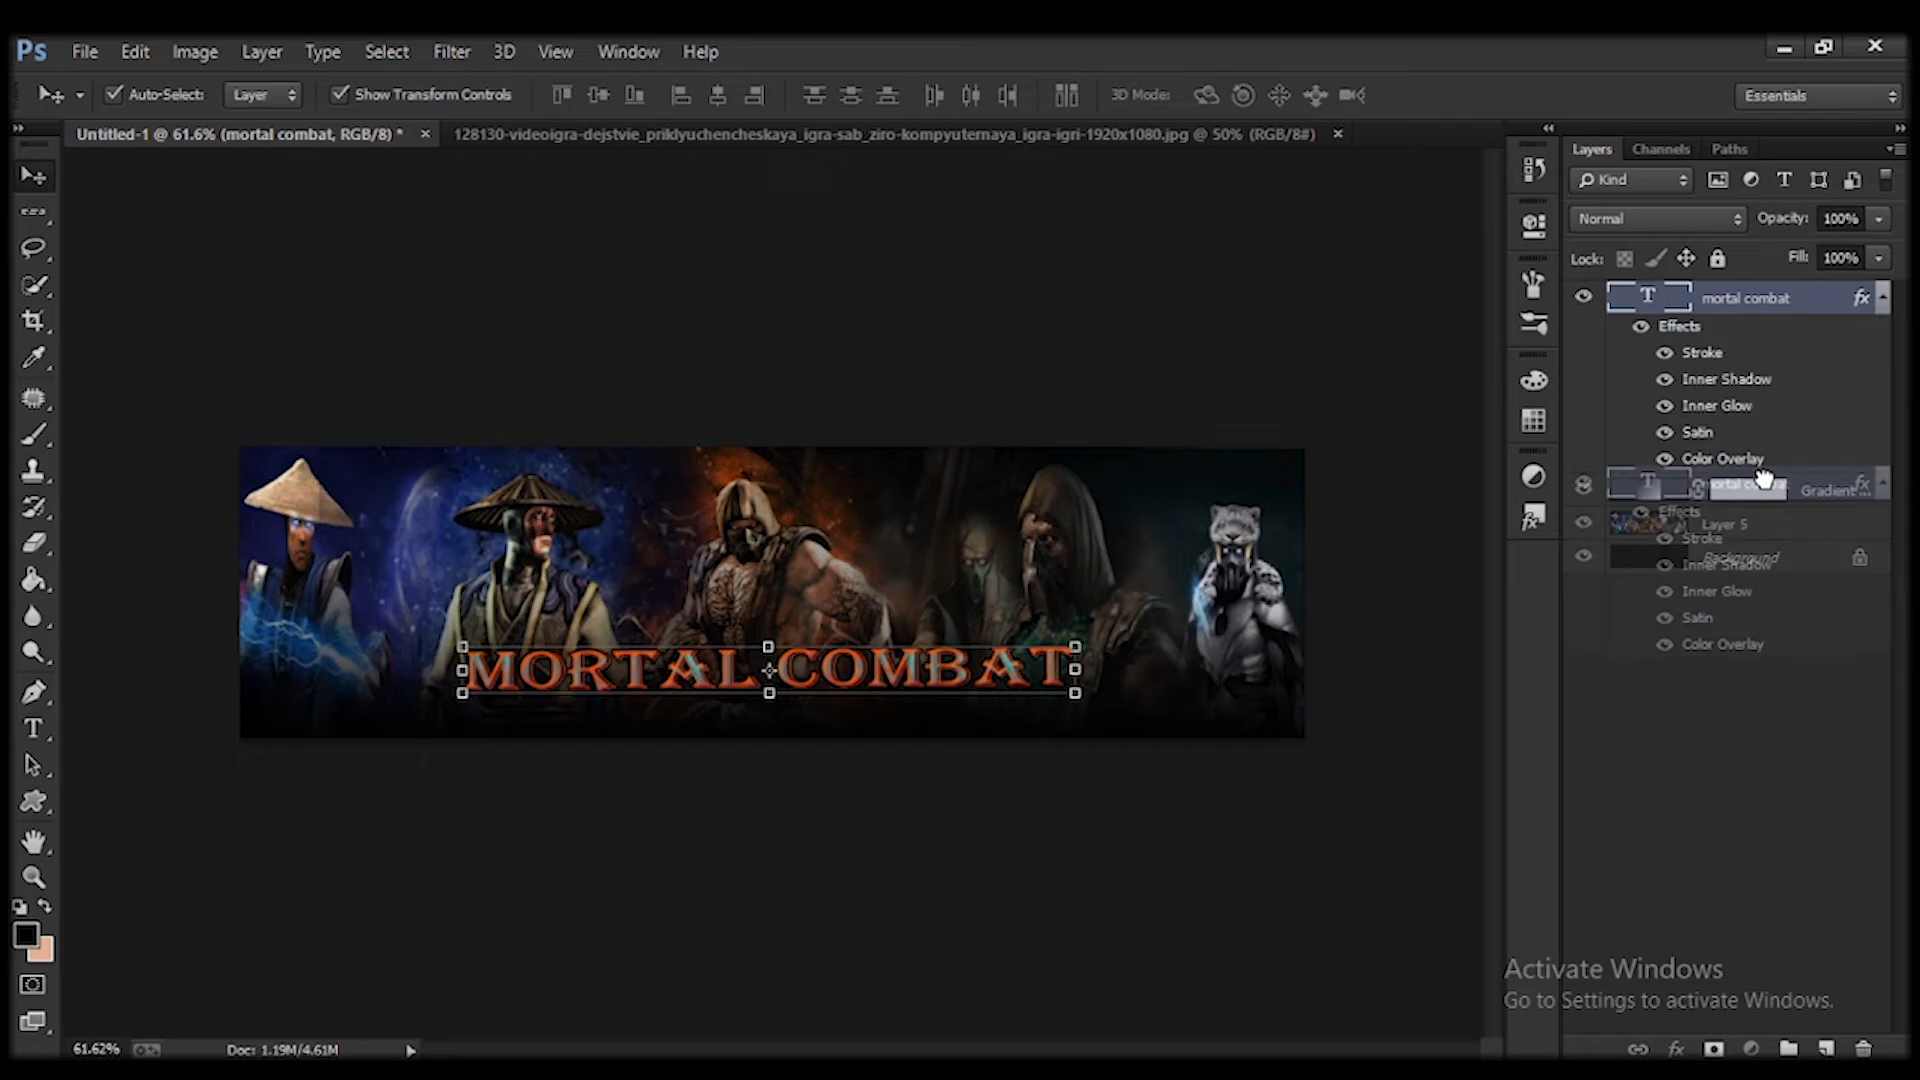 Ps File Edit Image Layer Type Select Filter 3D View Window Help
Auto-Select: Layer Show Transform Controls 3D Mode: Essentials
Untitled-1 @ 61.6% (mortal combat, RGB/8) * × 128130-videoigra-dejstvie_priklyuchencheskaya_igra-sab_ziro-kompyuternaya_igra-igri-1920x1080.jpg @ 50% (RGB/8#) ×
Layers Channels Paths
Kind
Normal Opacity: 100%
Lock: Fill: 100%
T mortal combat fx
Effects
Stroke
Inner Shadow
Inner Glow
Satin
Color Overlay
Gradient...
Effects
Layer 5
Stroke
Background
Inner Shadow
Inner Glow
Satin
Color Overlay
MORTAL COMBAT
Activate Windows
Go to Settings to activate Windows.
61.62% Doc: 1.19M/4.61M